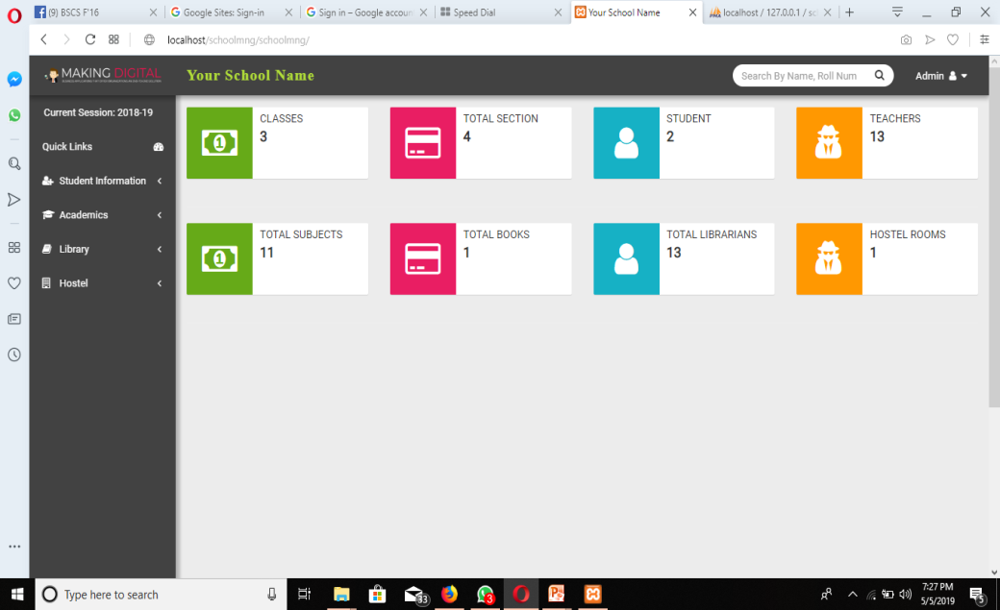 (9) BSCS F'16
Google Sites: Sign-in
Sign in – Google accoun
Speed Dial
Your School Name
localhost / 127.0.0.1 / sc
localhost/schoolmng/schoolmng/
MAKING DIGITAL
Your School Name
Search By Name, Roll Num
Admin
Current Session: 2018-19
Quick Links
Student Information
Academics
Library
Hostel
CLASSES
3
TOTAL SECTION
4
STUDENT
2
TEACHERS
13
TOTAL SUBJECTS
11
TOTAL BOOKS
1
TOTAL LIBRARIANS
13
HOSTEL ROOMS
1
Type here to search
33
3
7:27 PM
5/5/2019
5